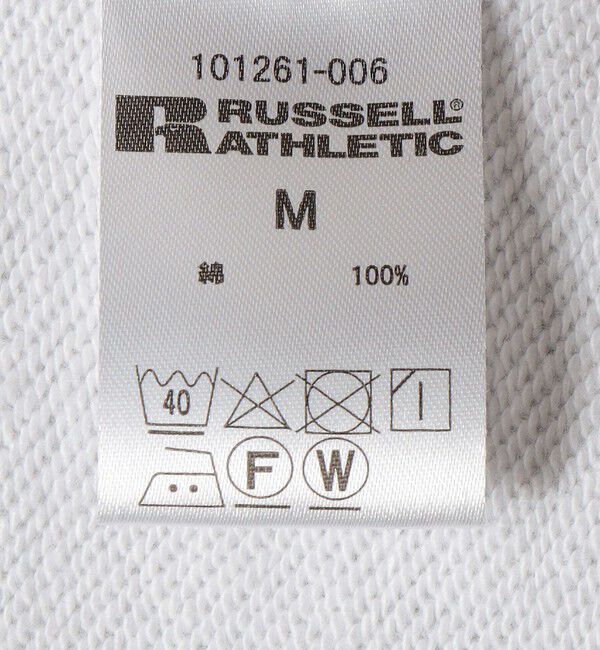 101261-006
R RUSSELL®
ATHLETIC
M
綿 100%
40
F W